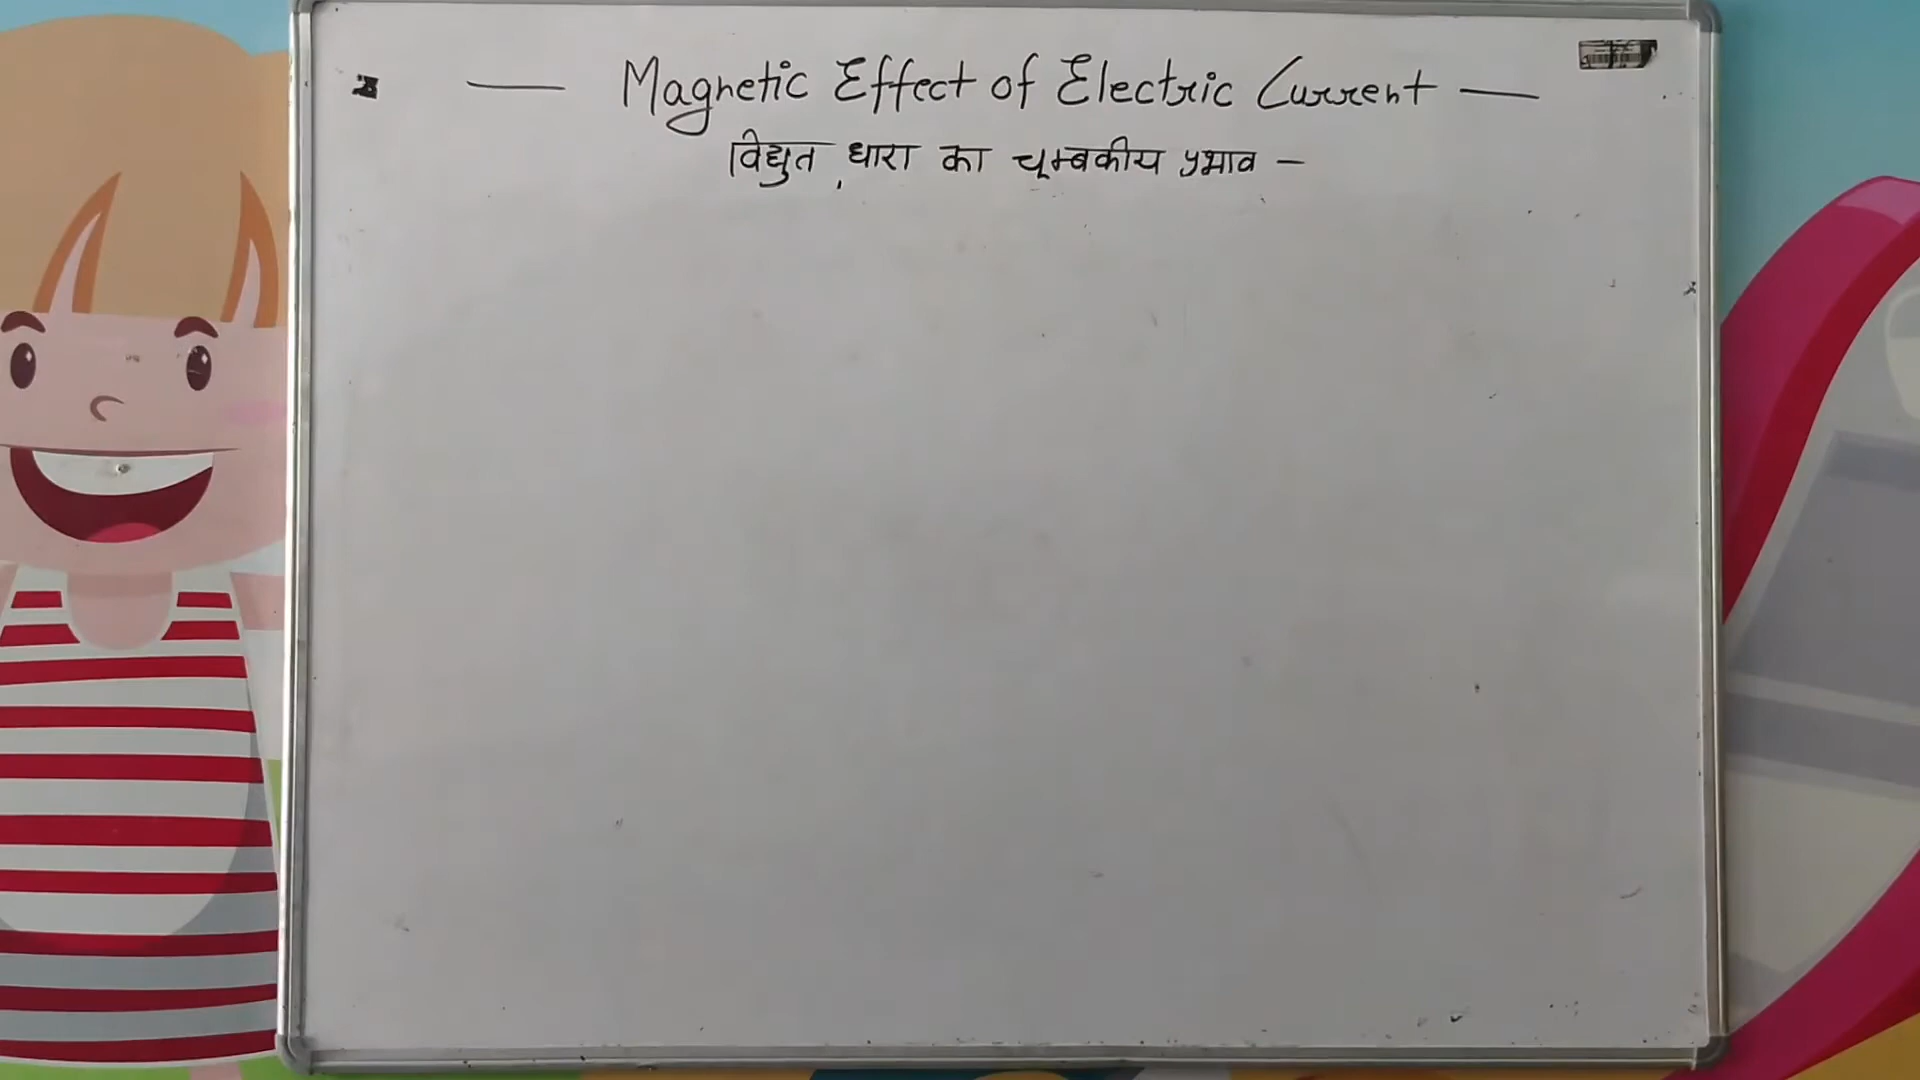 — Magnetic Effect of Electric Current —
विद्युत धारा का चूम्बकीय प्रभाव —